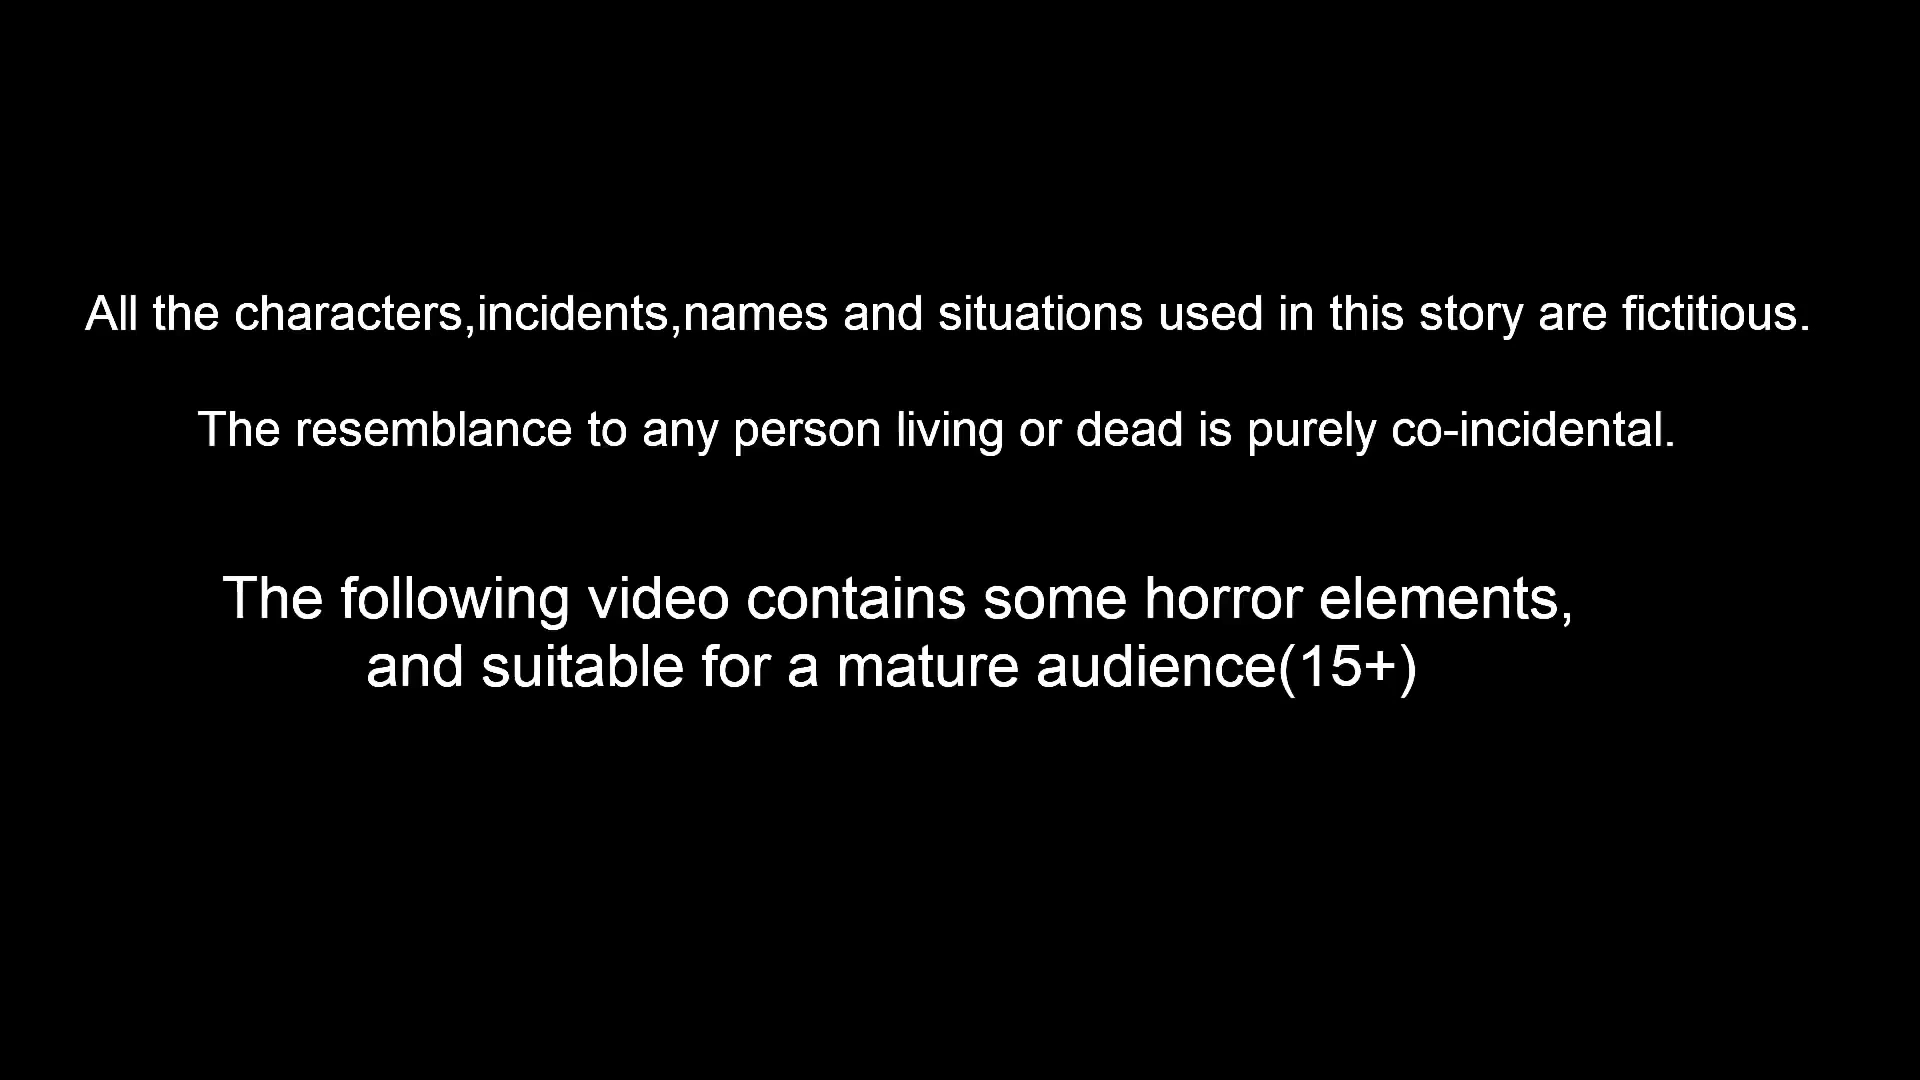 All the characters,incidents,names and situations used in this story are fictitious.
The resemblance to any person living or dead is purely co-incidental.
The following video contains some horror elements,
and suitable for a mature audience(15+)